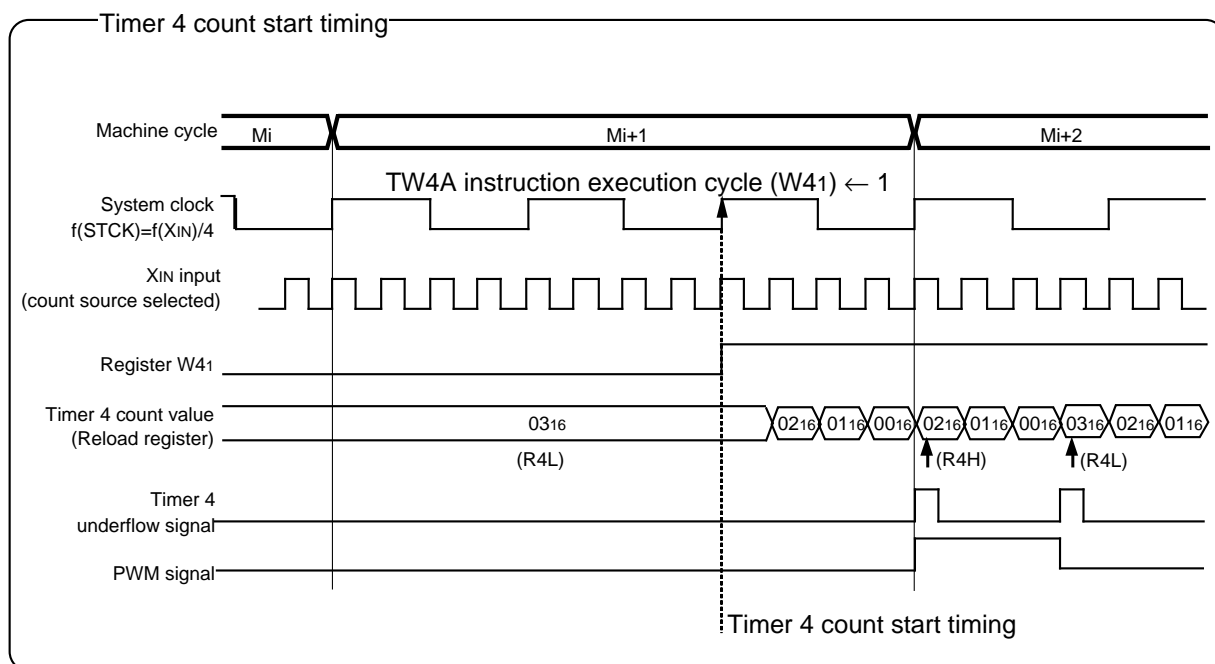 Timer 4 count start timing
Machine cycle
Mi
Mi+1
Mi+2
TW4A instruction execution cycle (W41) ← 1
System clock
f(STCK)=f(XIN)/4
XIN input
(count source selected)
Register W41
Timer 4 count value
(Reload register)
0316
0216
0116
0016
0216
0116
0016
0316
0216
0116
(R4L)
(R4H)
(R4L)
Timer 4
underflow signal
PWM signal
Timer 4 count start timing